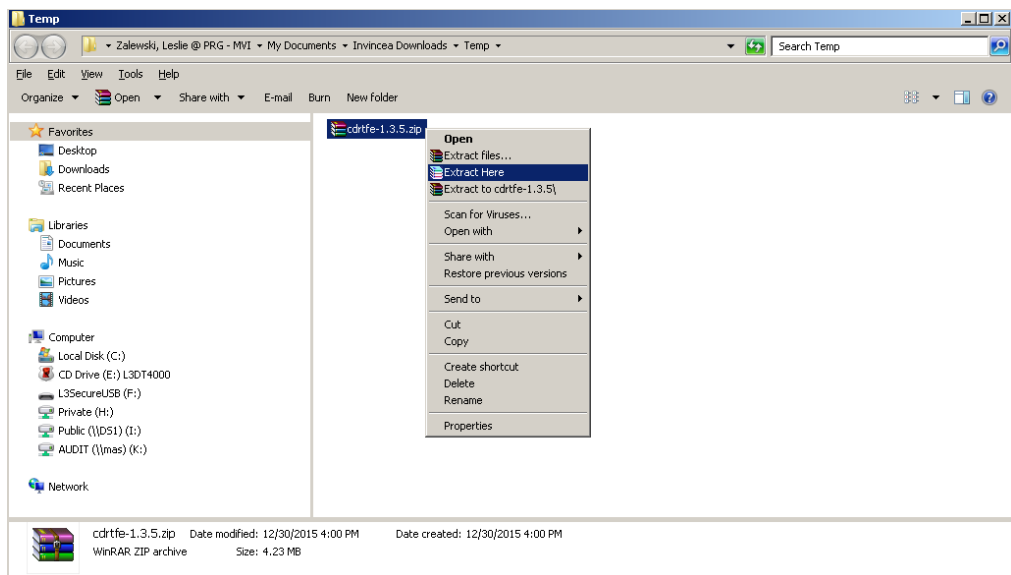 Temp
Zalewski, Leslie @ PRG - MVI My Documents Invincea Downloads Temp
Search Temp
File Edit View Tools Help
Organize Open Share with E-mail Burn New folder
Favorites
Desktop
Downloads
Recent Places
Libraries
Documents
Music
Pictures
Videos
Computer
Local Disk (C:)
CD Drive (E:) L3DT4000
L3SecureUSB (F:)
Private (H:)
Public (\\DS1) (I:)
AUDIT (\\mas) (K:)
Network
cdrtfe-1.3.5.zip
Open
Extract files...
Extract Here
Extract to cdrtfe-1.3.5\
Scan for Viruses...
Open with
Share with
Restore previous versions
Send to
Cut
Copy
Create shortcut
Delete
Rename
Properties
cdrtfe-1.3.5.zip Date modified: 12/30/2015 4:00 PM Date created: 12/30/2015 4:00 PM
WinRAR ZIP archive Size: 4.23 MB